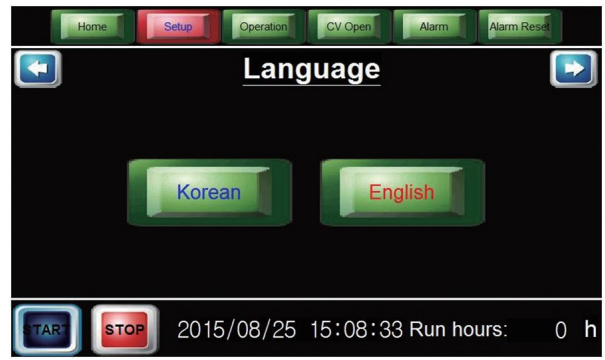 Home Setup Operation CV Open Alarm Alarm Reset
Language
Korean English
START STOP 2015/08/25 15:08:33 Run hours: 0 h